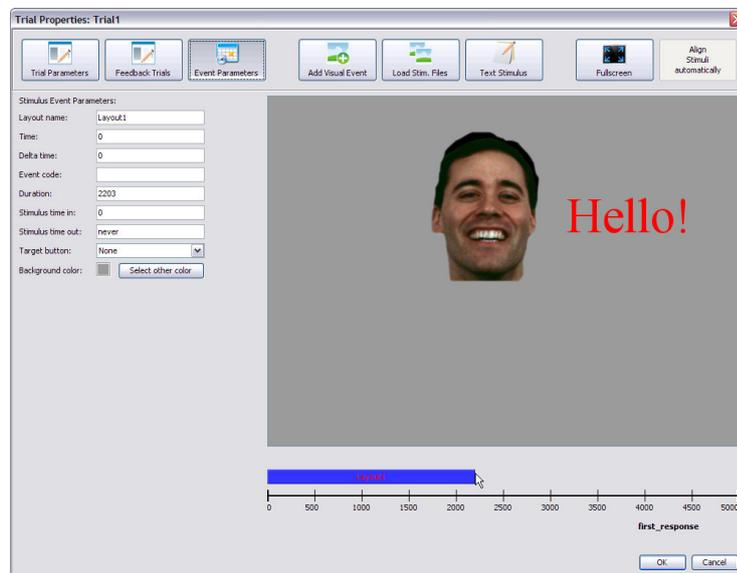 Trial Properties: Trial1
Trial Parameters
Feedback Trials
Event Parameters
Add Visual Event
Load Stim. Files
Text Stimulus
Fullscreen
Align
Stimuli
automatically
Stimulus Event Parameters:
Layout name: Layout1
Time: 0
Delta time: 0
Event code:
Duration: 2203
Stimulus time in: 0
Stimulus time out: never
Target button: None
Background color: Select other color
Hello!
Layout1
0 500 1000 1500 2000 2500 3000 3500 4000 4500 5000
first_response
OK Cancel